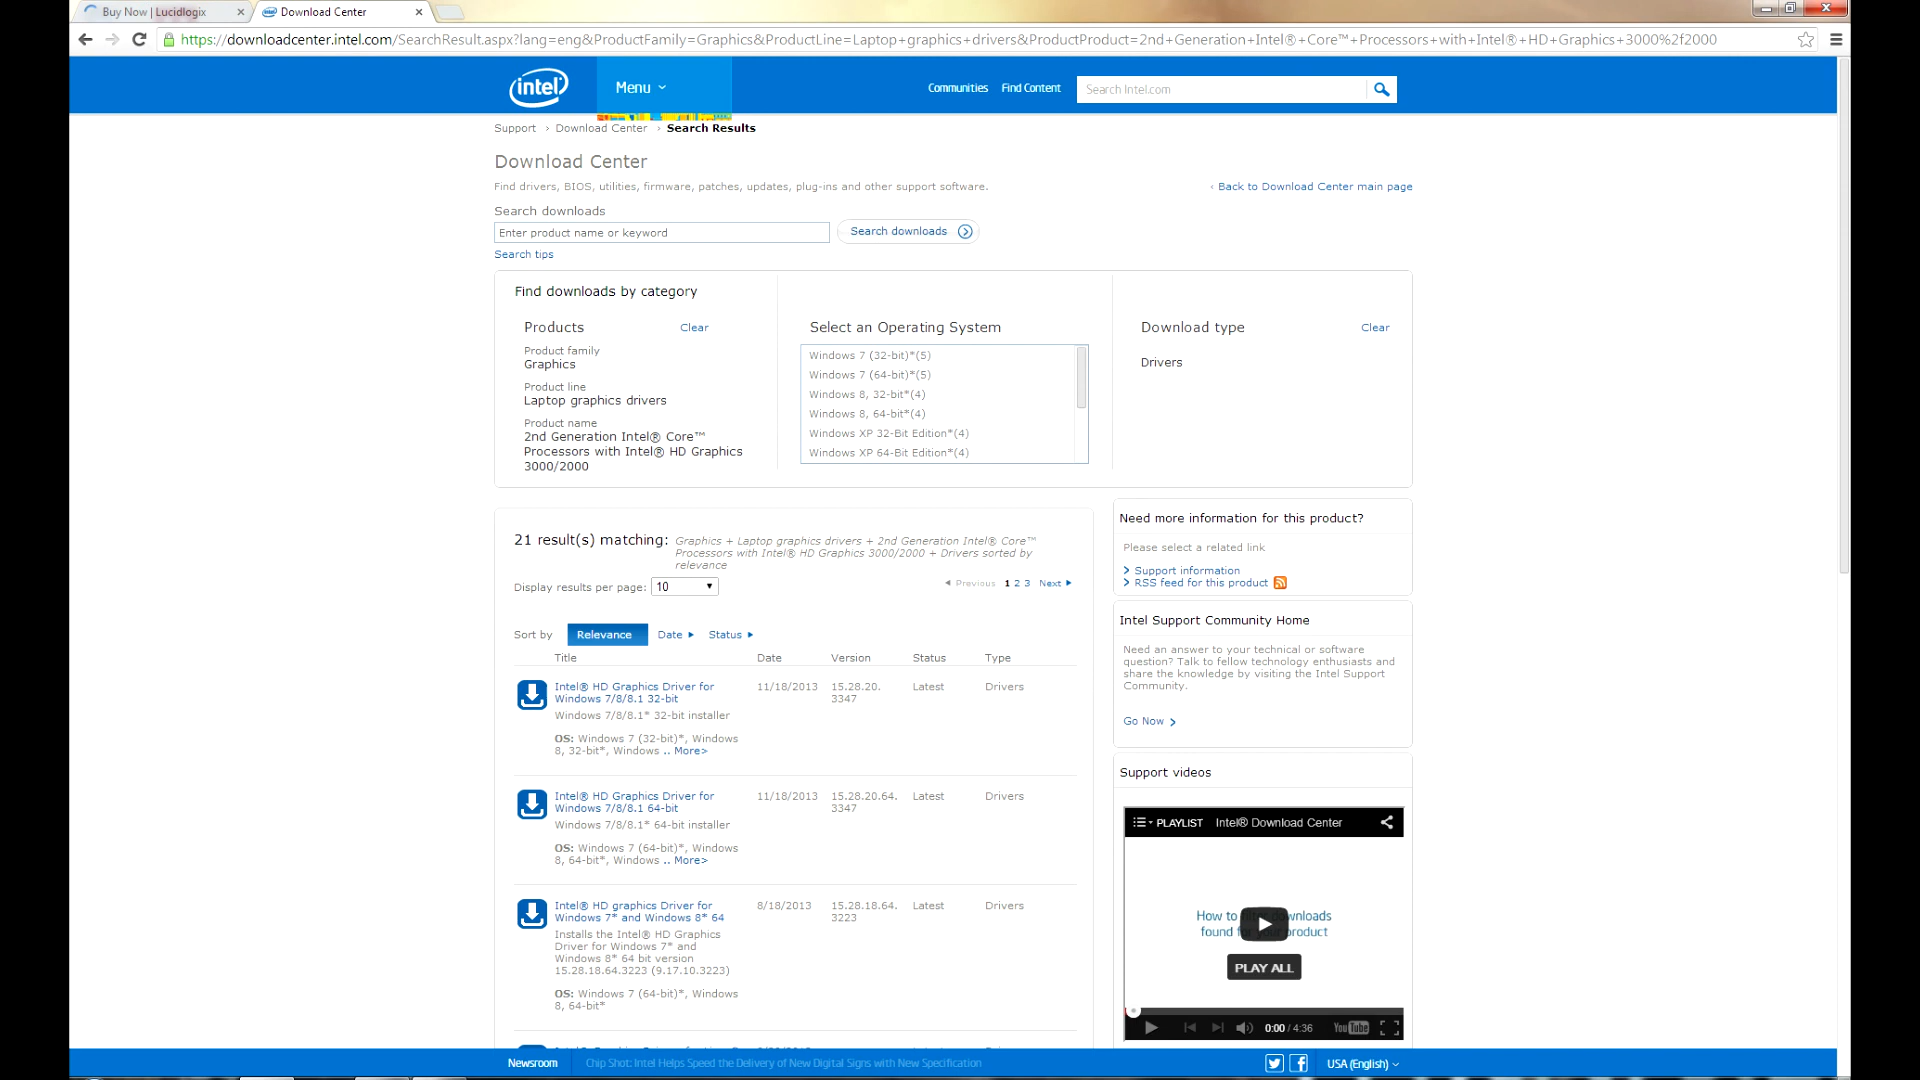 Buy Now | Lucidlogix
Download Center
https://downloadcenter.intel.com/SearchResult.aspx?lang=eng&ProductFamily=Graphics&ProductLine=Laptop+graphics+drivers&ProductProduct=2nd+Generation+Intel®+Core™+Processors+with+Intel®+HD+Graphics+3000%2f2000
intel
Menu
Communities
Find Content
Search Intel.com
Support › Download Center › Search Results
Download Center
Find drivers, BIOS, utilities, firmware, patches, updates, plug-ins and other support software.
‹ Back to Download Center main page
Search downloads
Enter product name or keyword
Search downloads
Search tips
Find downloads by category
Products
Clear
Product family
Graphics
Product line
Laptop graphics drivers
Product name
2nd Generation Intel® Core™
Processors with Intel® HD Graphics
3000/2000
Select an Operating System
Windows 7 (32-bit)*(5)
Windows 7 (64-bit)*(5)
Windows 8, 32-bit*(4)
Windows 8, 64-bit*(4)
Windows XP 32-Bit Edition*(4)
Windows XP 64-Bit Edition*(4)
Download type
Clear
Drivers
21 result(s) matching:
Graphics + Laptop graphics drivers + 2nd Generation Intel® Core™
Processors with Intel® HD Graphics 3000/2000 + Drivers sorted by
relevance
Display results per page: 10
Previous 1 2 3 Next
Sort by Relevance Date Status
Title Date Version Status Type
Intel® HD Graphics Driver for
Windows 7/8/8.1 32-bit
Windows 7/8/8.1* 32-bit installer
OS: Windows 7 (32-bit)*, Windows
8, 32-bit*, Windows .. More>
11/18/2013
15.28.20.
3347
Latest
Drivers
Intel® HD Graphics Driver for
Windows 7/8/8.1 64-bit
Windows 7/8/8.1* 64-bit installer
OS: Windows 7 (64-bit)*, Windows
8, 64-bit*, Windows .. More>
11/18/2013
15.28.20.64.
3347
Latest
Drivers
Intel® HD graphics Driver for
Windows 7* and Windows 8* 64
Installs the Intel® HD Graphics
Driver for Windows 7* and
Windows 8* 64 bit version
15.28.18.64.3223 (9.17.10.3223)
OS: Windows 7 (64-bit)*, Windows
8, 64-bit*
8/18/2013
15.28.18.64.
3223
Latest
Drivers
Need more information for this product?
Please select a related link
Support information
RSS feed for this product
Intel Support Community Home
Need an answer to your technical or software
question? Talk to fellow technology enthusiasts and
share the knowledge by visiting the Intel Support
Community.
Go Now
Support videos
PLAYLIST Intel® Download Center
How to downloads
found for your product
PLAY ALL
0:00 / 4:36
YouTube
Newsroom
Chip Shot: Intel Helps Speed the Delivery of New Digital Signs with New Specification
USA (English)